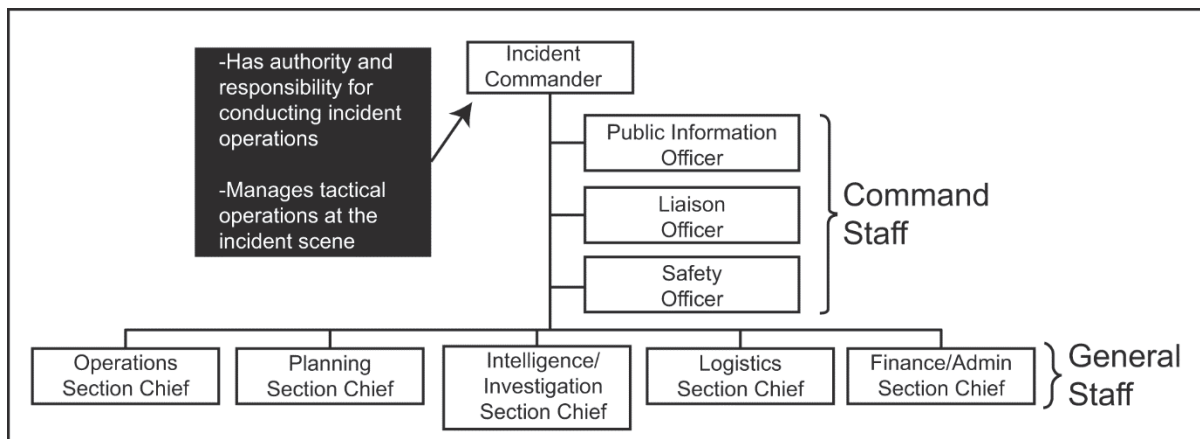 -Has authority and
responsibility for
conducting incident
operations
-Manages tactical
operations at the
incident scene
Incident
Commander
Public Information
Officer
Liaison
Officer
Safety
Officer
Command
Staff
Operations
Section Chief
Planning
Section Chief
Intelligence/
Investigation
Section Chief
Logistics
Section Chief
Finance/Admin
Section Chief
General
Staff